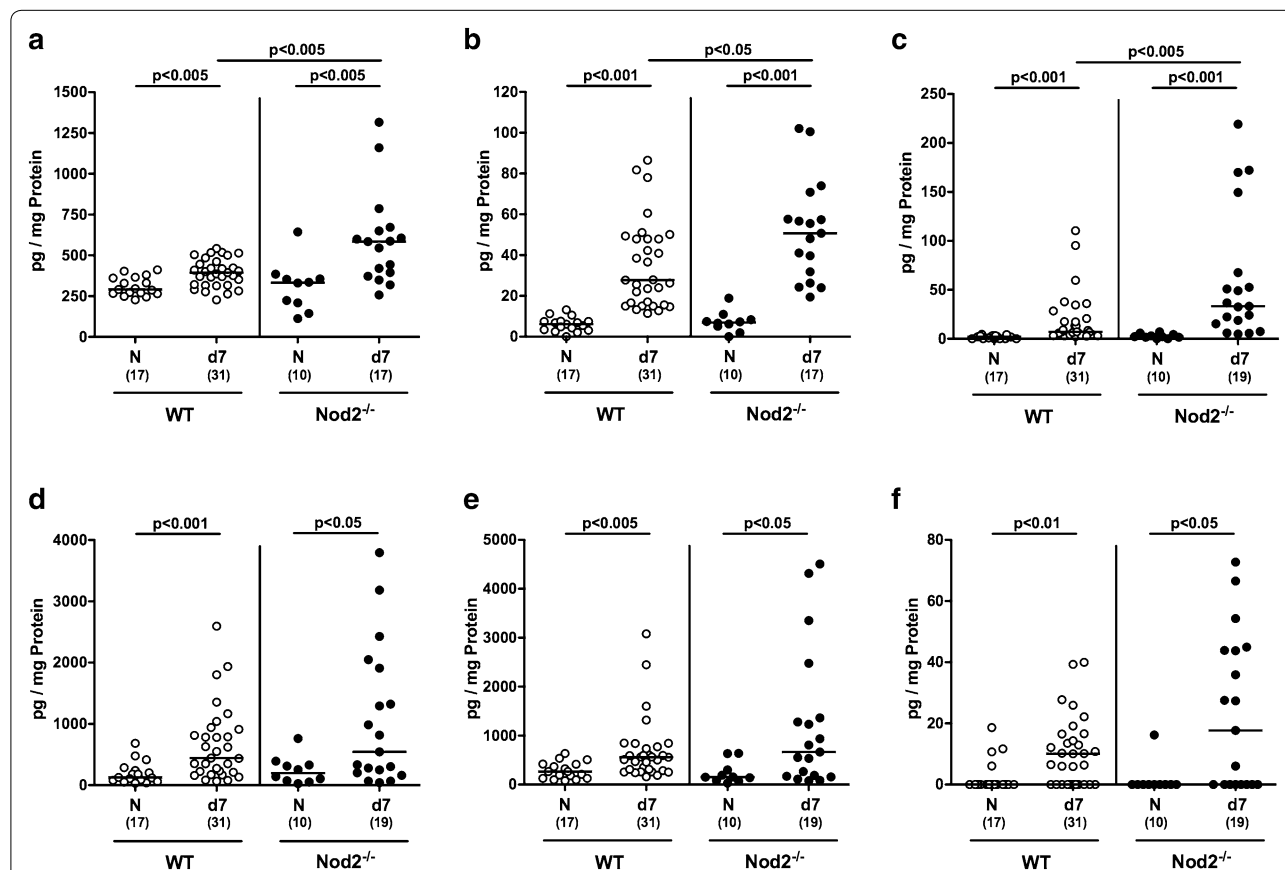 a
p<0.005
p<0.005 p<0.005
pg / mg Protein
1500
1250
1000
750
500
250
0
N d7 N d7
(17) (31) (10) (17)
WT Nod2-/-
b
p<0.05
p<0.001 p<0.001
pg / mg Protein
120
100
80
60
40
20
0
N d7 N d7
(17) (31) (10) (17)
WT Nod2-/-
c
p<0.005
p<0.001 p<0.001
pg / mg Protein
250
200
150
100
50
0
N d7 N d7
(17) (31) (10) (19)
WT Nod2-/-
d
p<0.001 p<0.05
pg / mg Protein
4000
3000
2000
1000
0
N d7 N d7
(17) (31) (10) (19)
WT Nod2-/-
e
p<0.005 p<0.05
pg / mg Protein
5000
4000
3000
2000
1000
0
N d7 N d7
(17) (31) (10) (19)
WT Nod2-/-
f
p<0.01 p<0.05
pg / mg Protein
80
60
40
20
0
N d7 N d7
(17) (31) (10) (19)
WT Nod2-/-